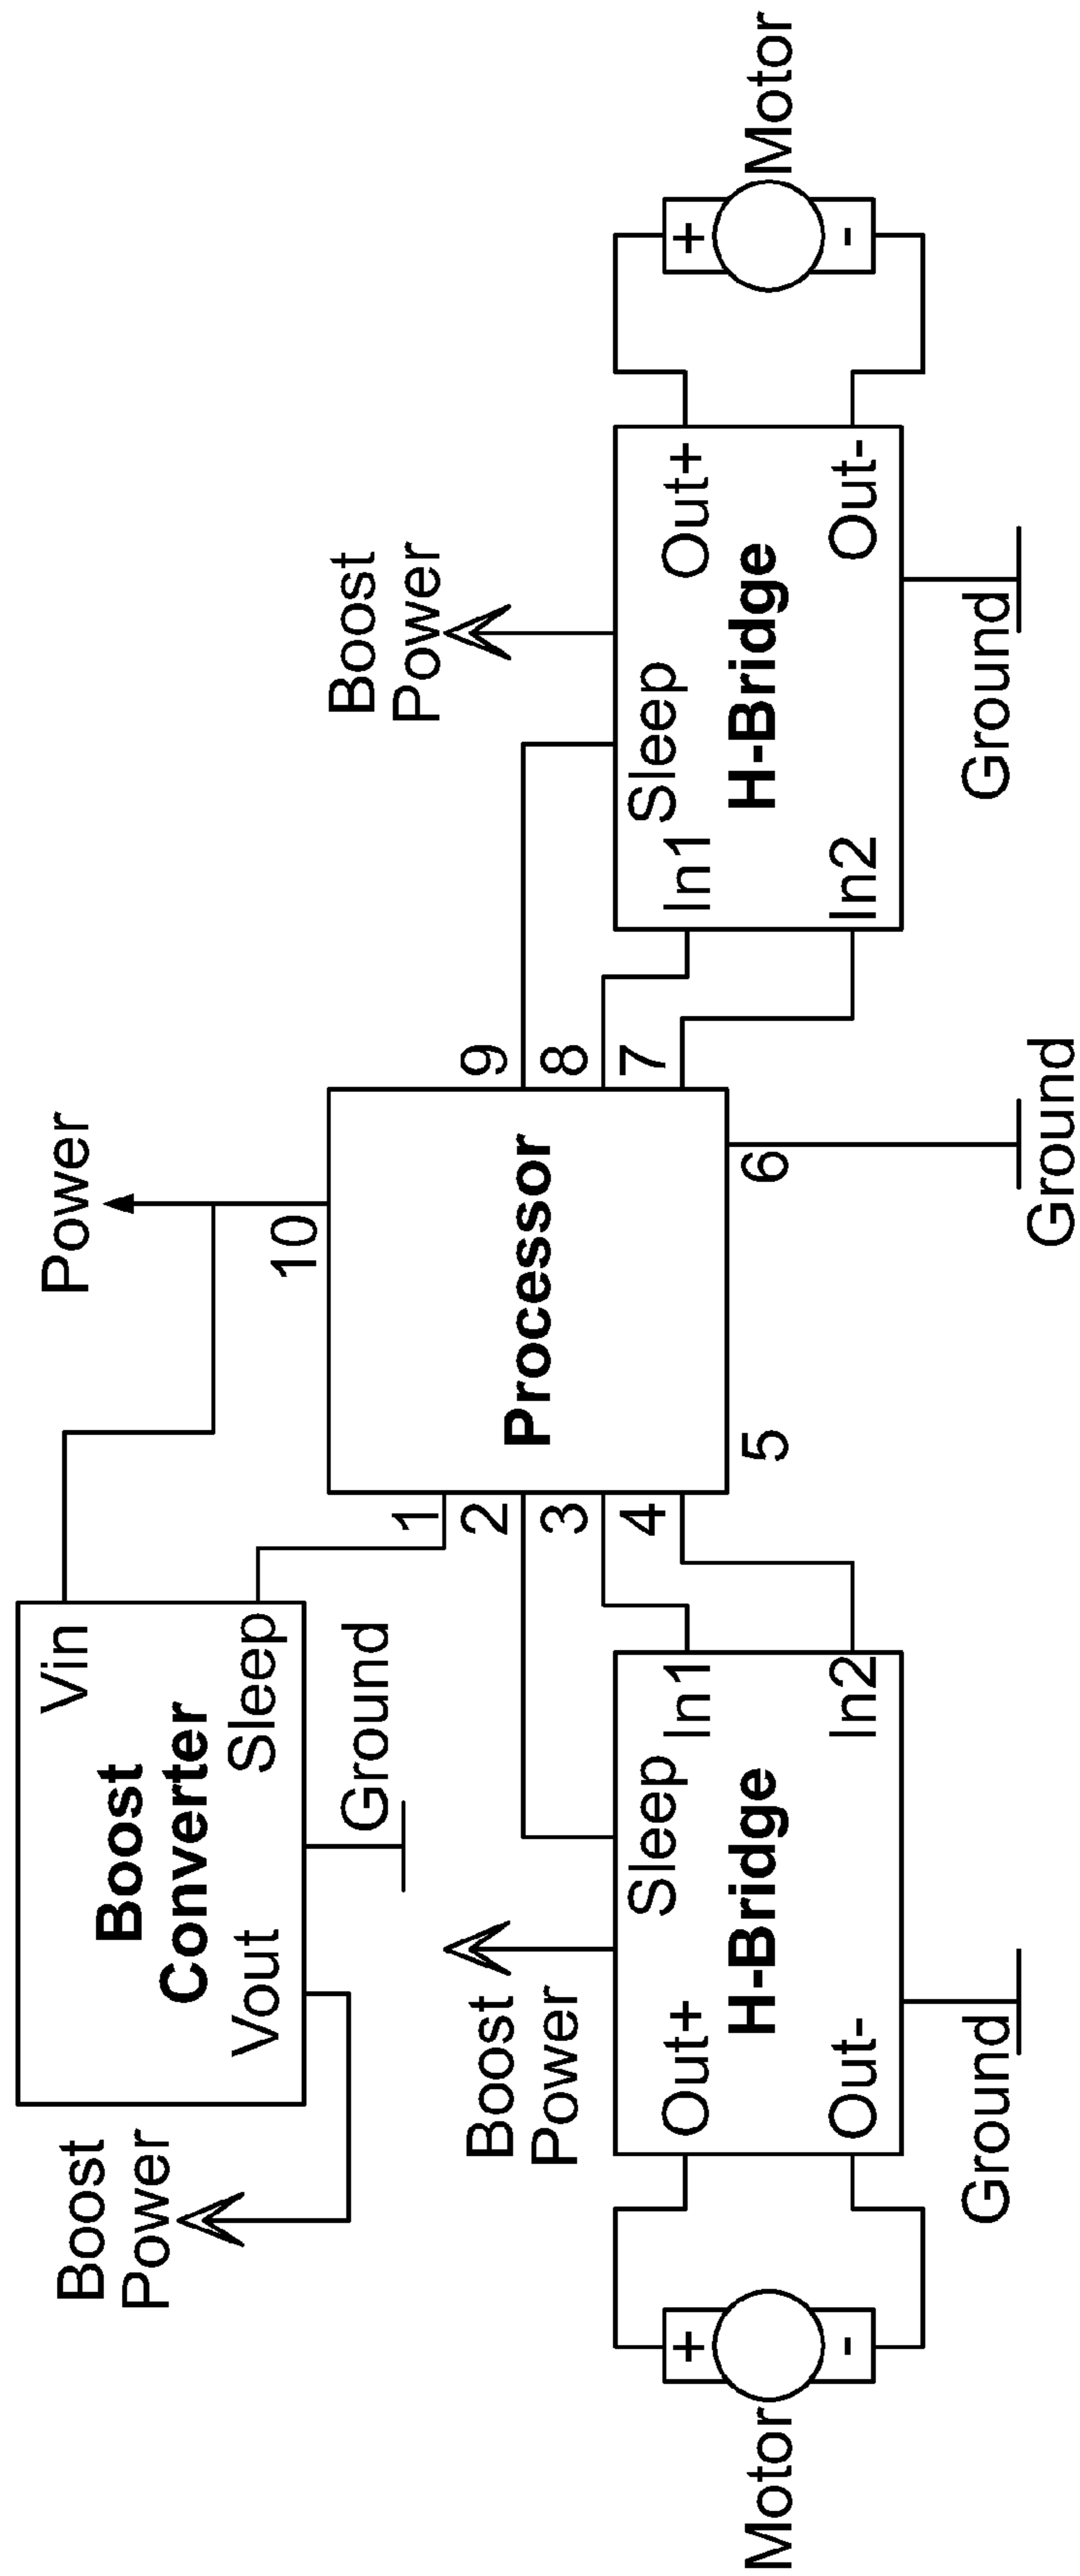 Boost
Power
Boost
Converter
Vin
Vout
Sleep
Ground
Power
10
Processor
1
2
3
4
5
6
7
8
9
Ground
Boost
Power
Sleep
Out+
In1
H-Bridge
Out-
In2
Ground
+
-
Motor
Boost
Power
Sleep
In1
Out+
H-Bridge
In2
Out-
Ground
+
-
Motor